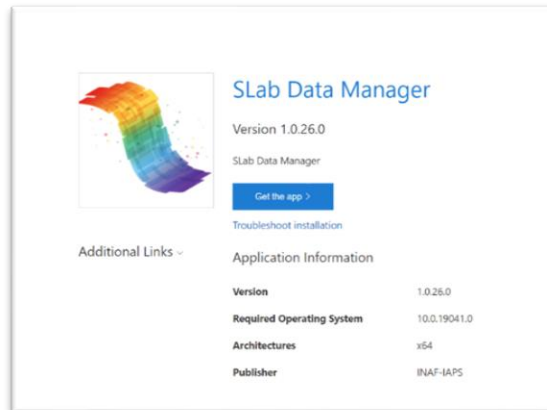 SLab Data Manager
Version 1.0.26.0
SLab Data Manager
Get the app >
Troubleshoot installation
Additional Links
Application Information
Version 1.0.26.0
Required Operating System 10.0.19041.0
Architectures x64
Publisher INAF-IAPS